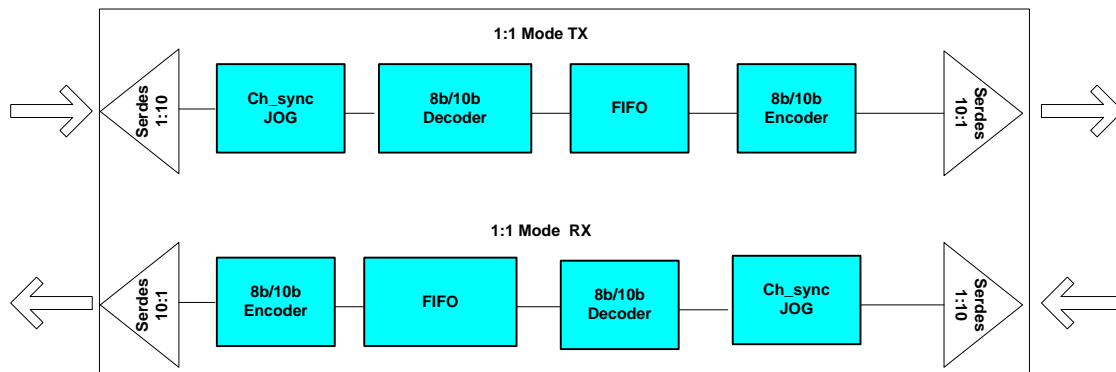 1:1 Mode TX
Serdes
1:10
Ch_sync
JOG
8b/10b
Decoder
FIFO
8b/10b
Encoder
Serdes
10:1
1:1 Mode  RX
Serdes
10:1
8b/10b
Encoder
FIFO
8b/10b
Decoder
Ch_sync
JOG
Serdes
1:10